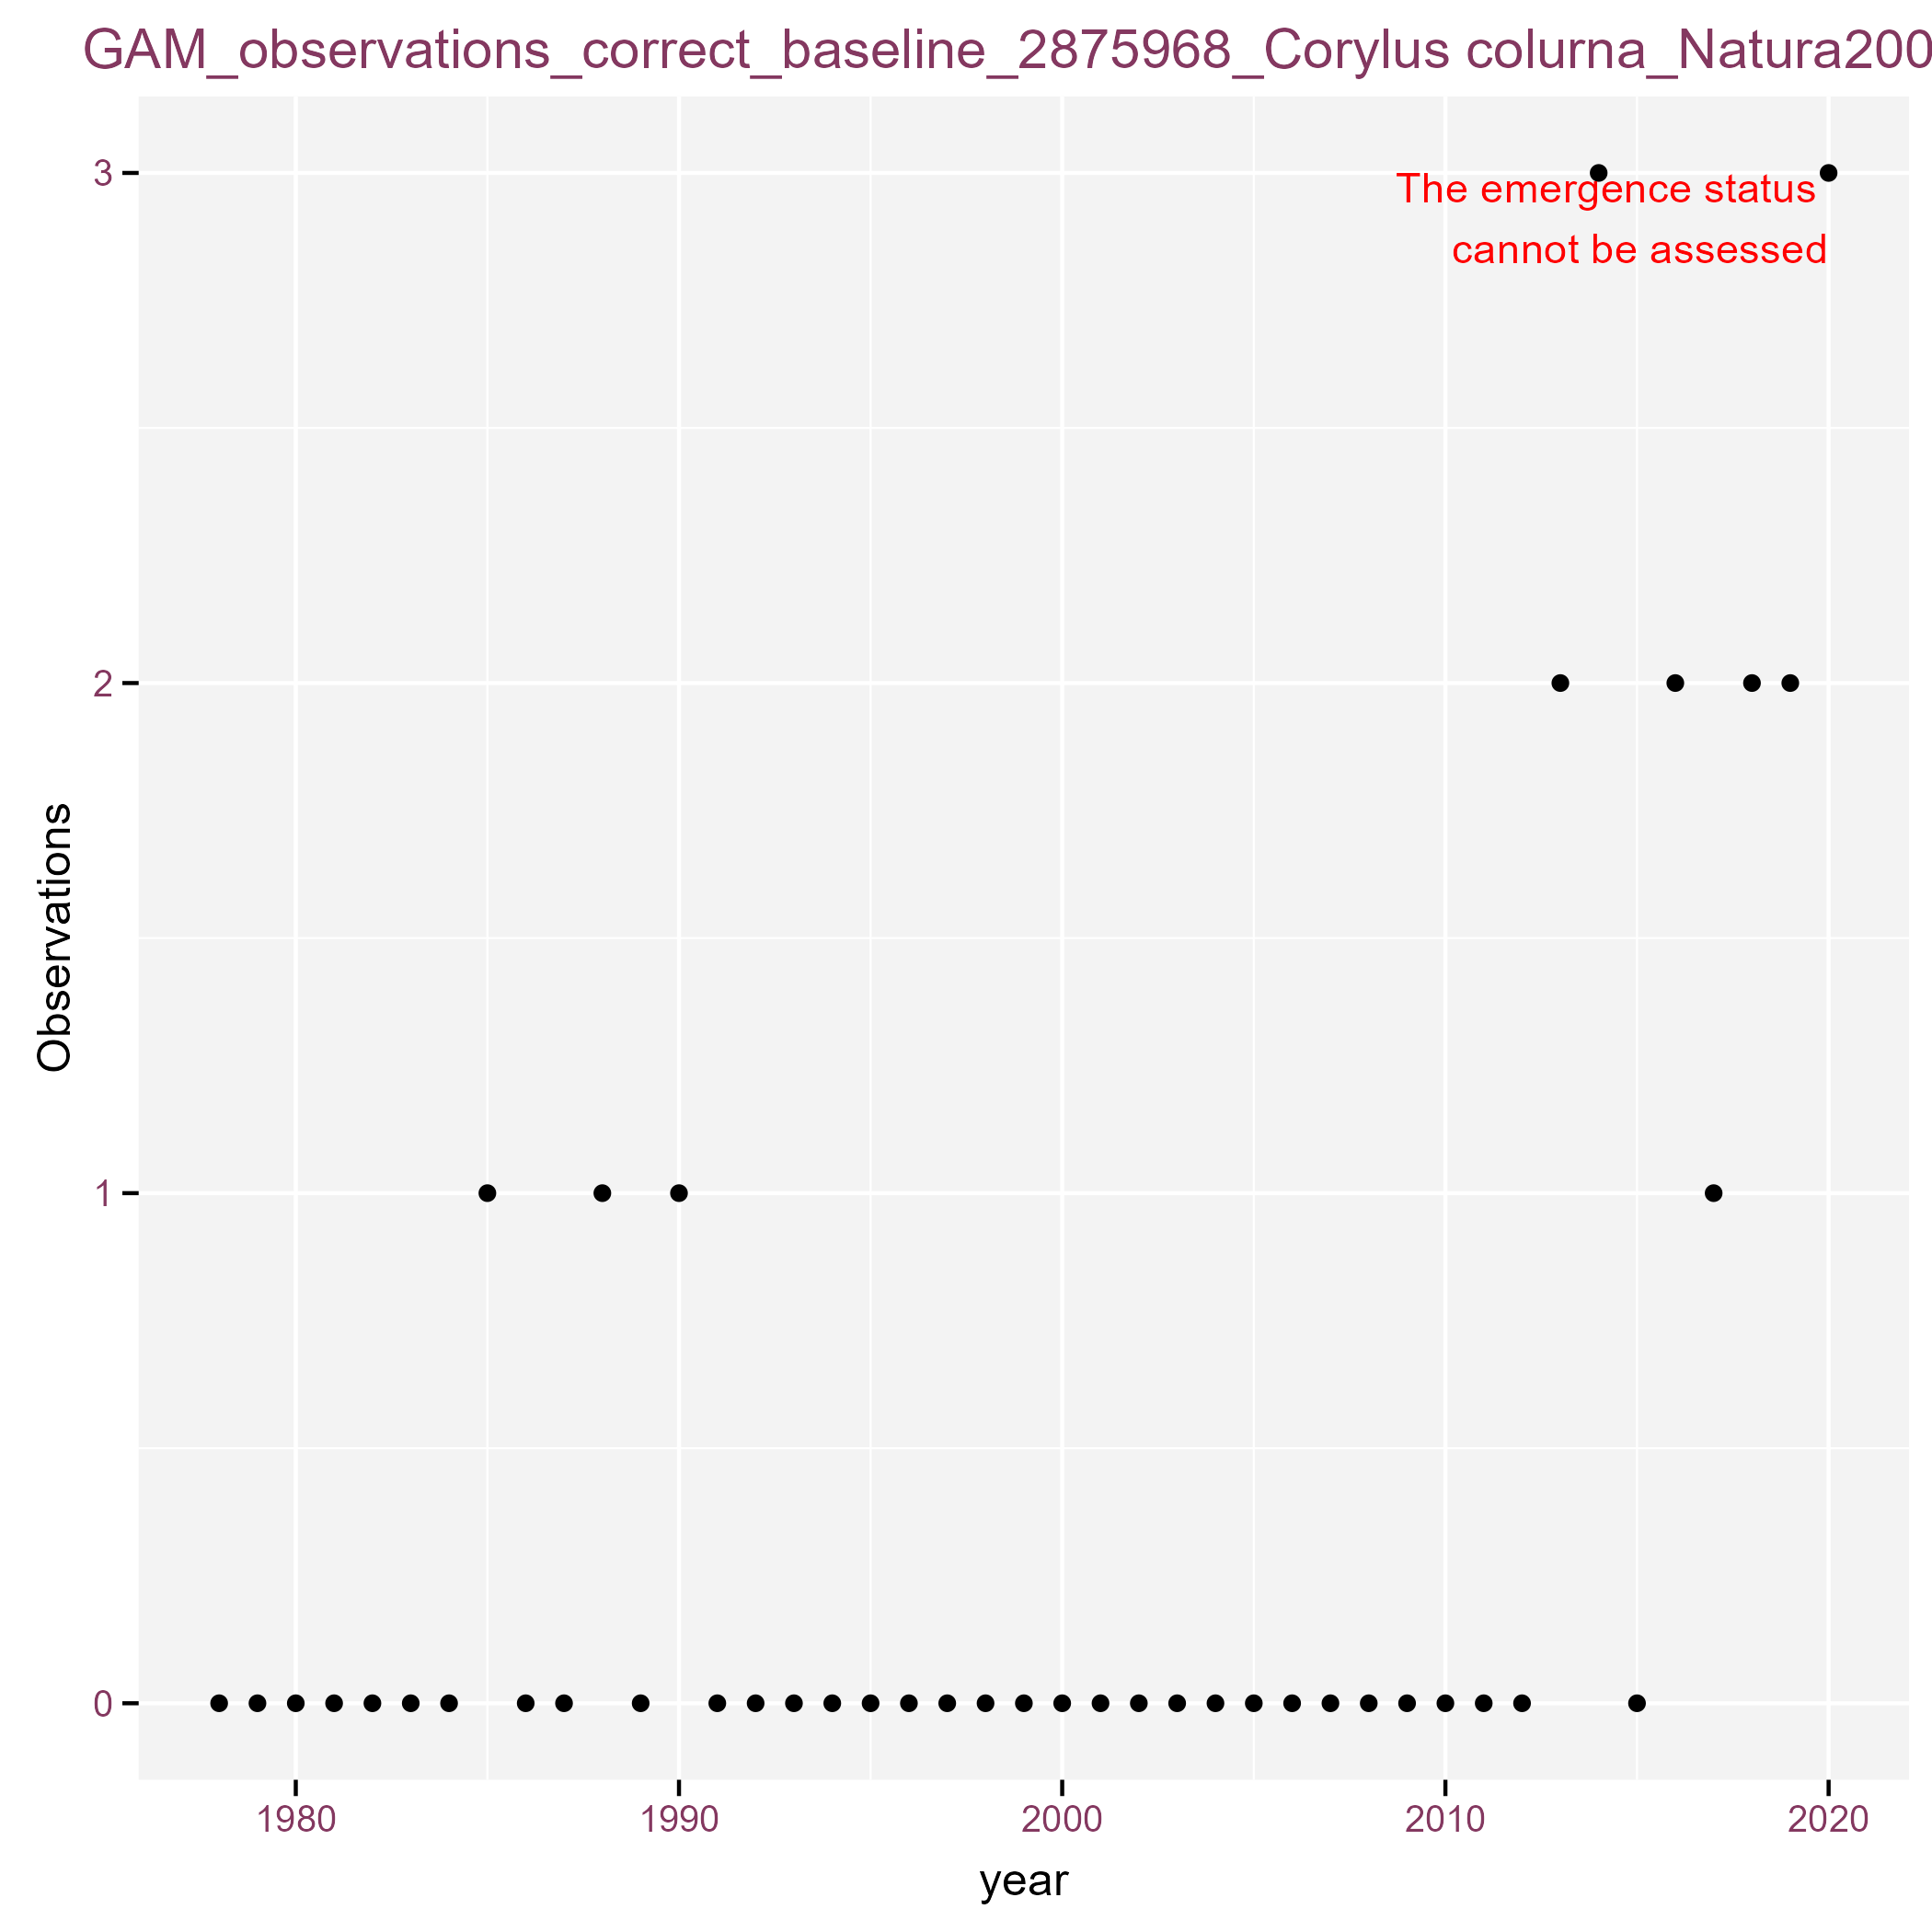 GAM_observations_correct_baseline_2875968_Corylus colurna_Natura200
3
The emergence status
cannot be assessed
2
Observations
1
0
1980 1990 2000 2010 2020
year